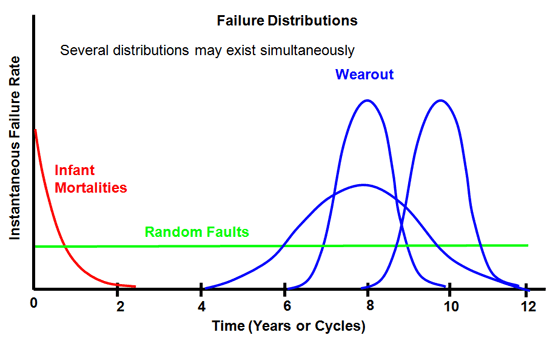 Failure Distributions
Several distributions may exist simultaneously
Wearout
Infant
Mortalities
Random Faults
Instantaneous Failure Rate
0 2 4 6 8 10 12
Time (Years or Cycles)